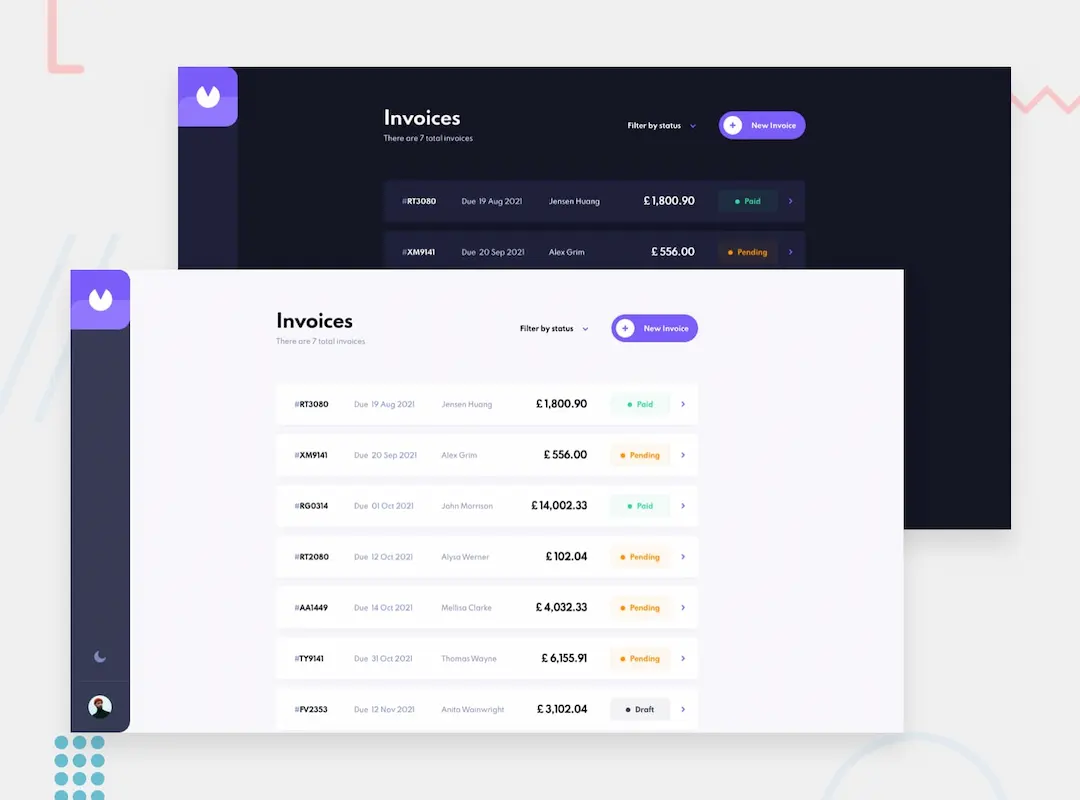 Invoices
There are 7 total invoices
Filter by status
+ New Invoice
#RT3080 Due 19 Aug 2021 Jensen Huang £1,800.90 Paid
#XM9141 Due 20 Sep 2021 Alex Grim £556.00 Pending
Invoices
There are 7 total invoices
Filter by status
+ New Invoice
#RT3080 Due 19 Aug 2021 Jensen Huang £1,800.90 Paid
#XM9141 Due 20 Sep 2021 Alex Grim £556.00 Pending
#RG0314 Due 01 Oct 2021 John Morrison £14,002.33 Paid
#RT2080 Due 12 Oct 2021 Alysa Werner £102.04 Pending
#AA1449 Due 14 Oct 2021 Mellisa Clarke £4,032.33 Pending
#TY9141 Due 31 Oct 2021 Thomas Wayne £6,155.91 Pending
#FV2353 Due 12 Nov 2021 Anita Wainwright £3,102.04 Draft